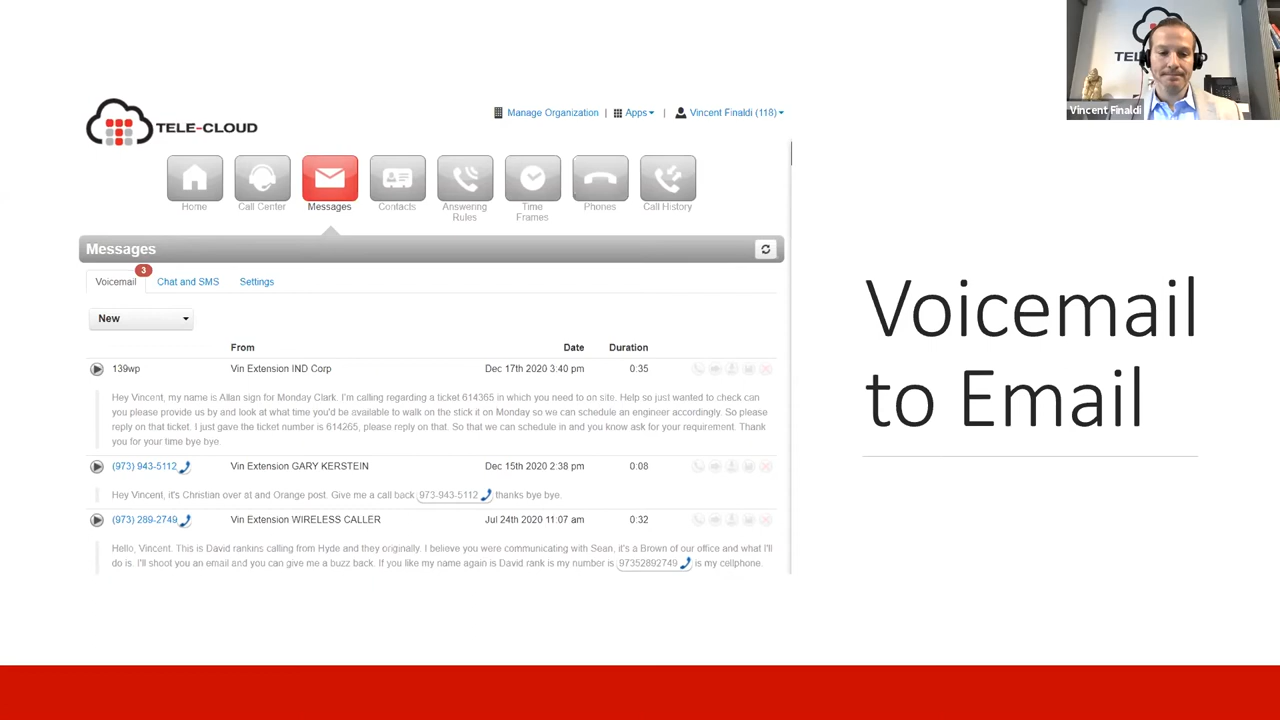 TELE-CLOUD
Manage Organization | Apps | Vincent Finaldi (118)
Home
Call Center
Messages
Contacts
Answering Rules
Time Frames
Phones
Call History
Messages
Voicemail 3 Chat and SMS Settings
New
From Date Duration
139wp Vin Extension IND Corp Dec 17th 2020 3:40 pm 0:35
Hey Vincent, my name is Allan sign for Monday Clark. I'm calling regarding a ticket 614365 in which you need to on site. Help so just wanted to check can
you please provide us by and look at what time you'd be available to walk on the stick it on Monday so we can schedule an engineer accordingly. So please
reply on that ticket. I just gave the ticket number is 614265, please reply on that. So that we can schedule in and you know ask for your requirement. Thank
you for your time bye bye.
(973) 943-5112 Vin Extension GARY KERSTEIN Dec 15th 2020 2:38 pm 0:08
Hey Vincent, it's Christian over at and Orange post. Give me a call back 973-943-5112 thanks bye bye.
(973) 289-2749 Vin Extension WIRELESS CALLER Jul 24th 2020 11:07 am 0:32
Hello, Vincent. This is David rankins calling from Hyde and they originally. I believe you were communicating with Sean, it's a Brown of our office and what I'll
do is. I'll shoot you an email and you can give me a buzz back. If you like my name again is David rank is my number is 97352892749 is my cellphone.
Voicemail
to Email
Vincent Finaldi